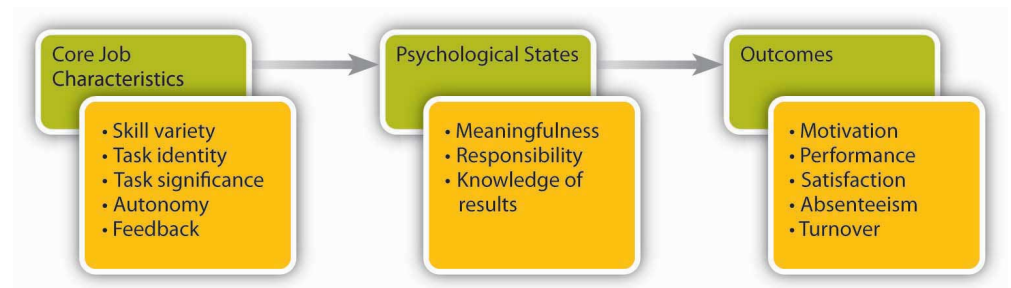 Core Job
Characteristics
• Skill variety
• Task identity
• Task significance
• Autonomy
• Feedback
Psychological States
• Meaningfulness
• Responsibility
• Knowledge of
results
Outcomes
• Motivation
• Performance
• Satisfaction
• Absenteeism
• Turnover